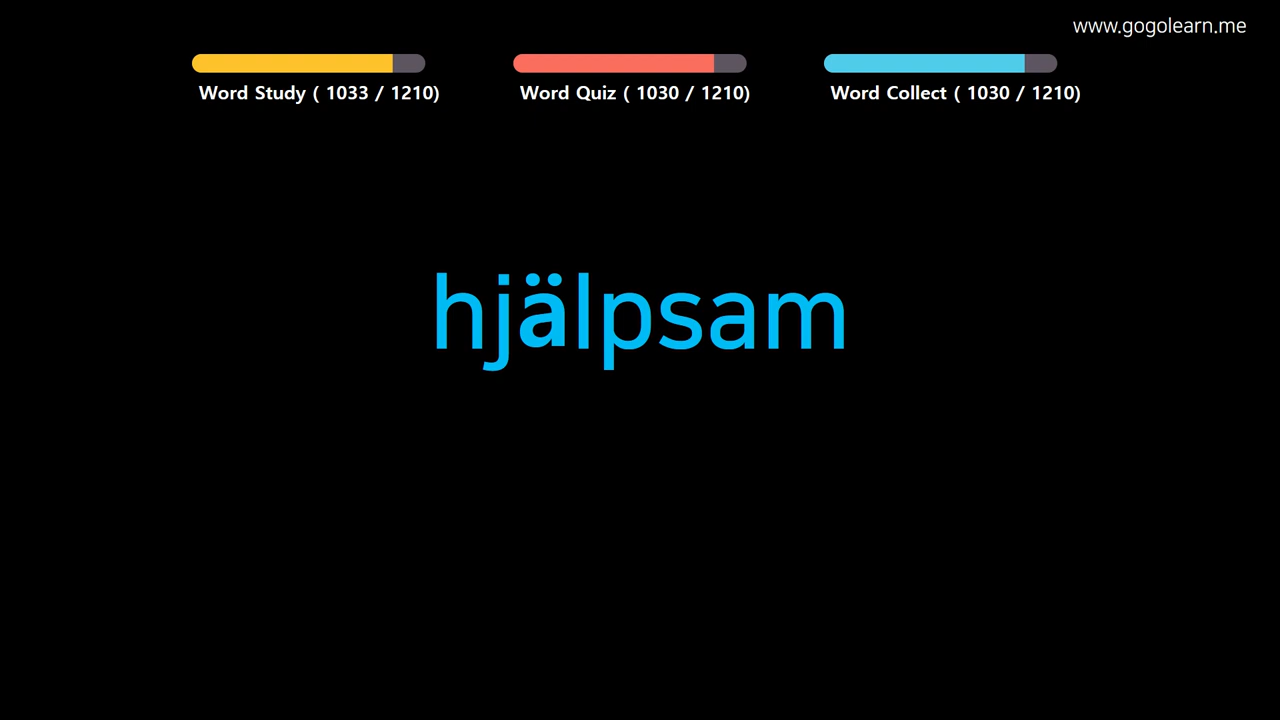 www.gogolearn.me
Word Study ( 1033 / 1210)
Word Quiz ( 1030 / 1210)
Word Collect ( 1030 / 1210)
hjälpsam